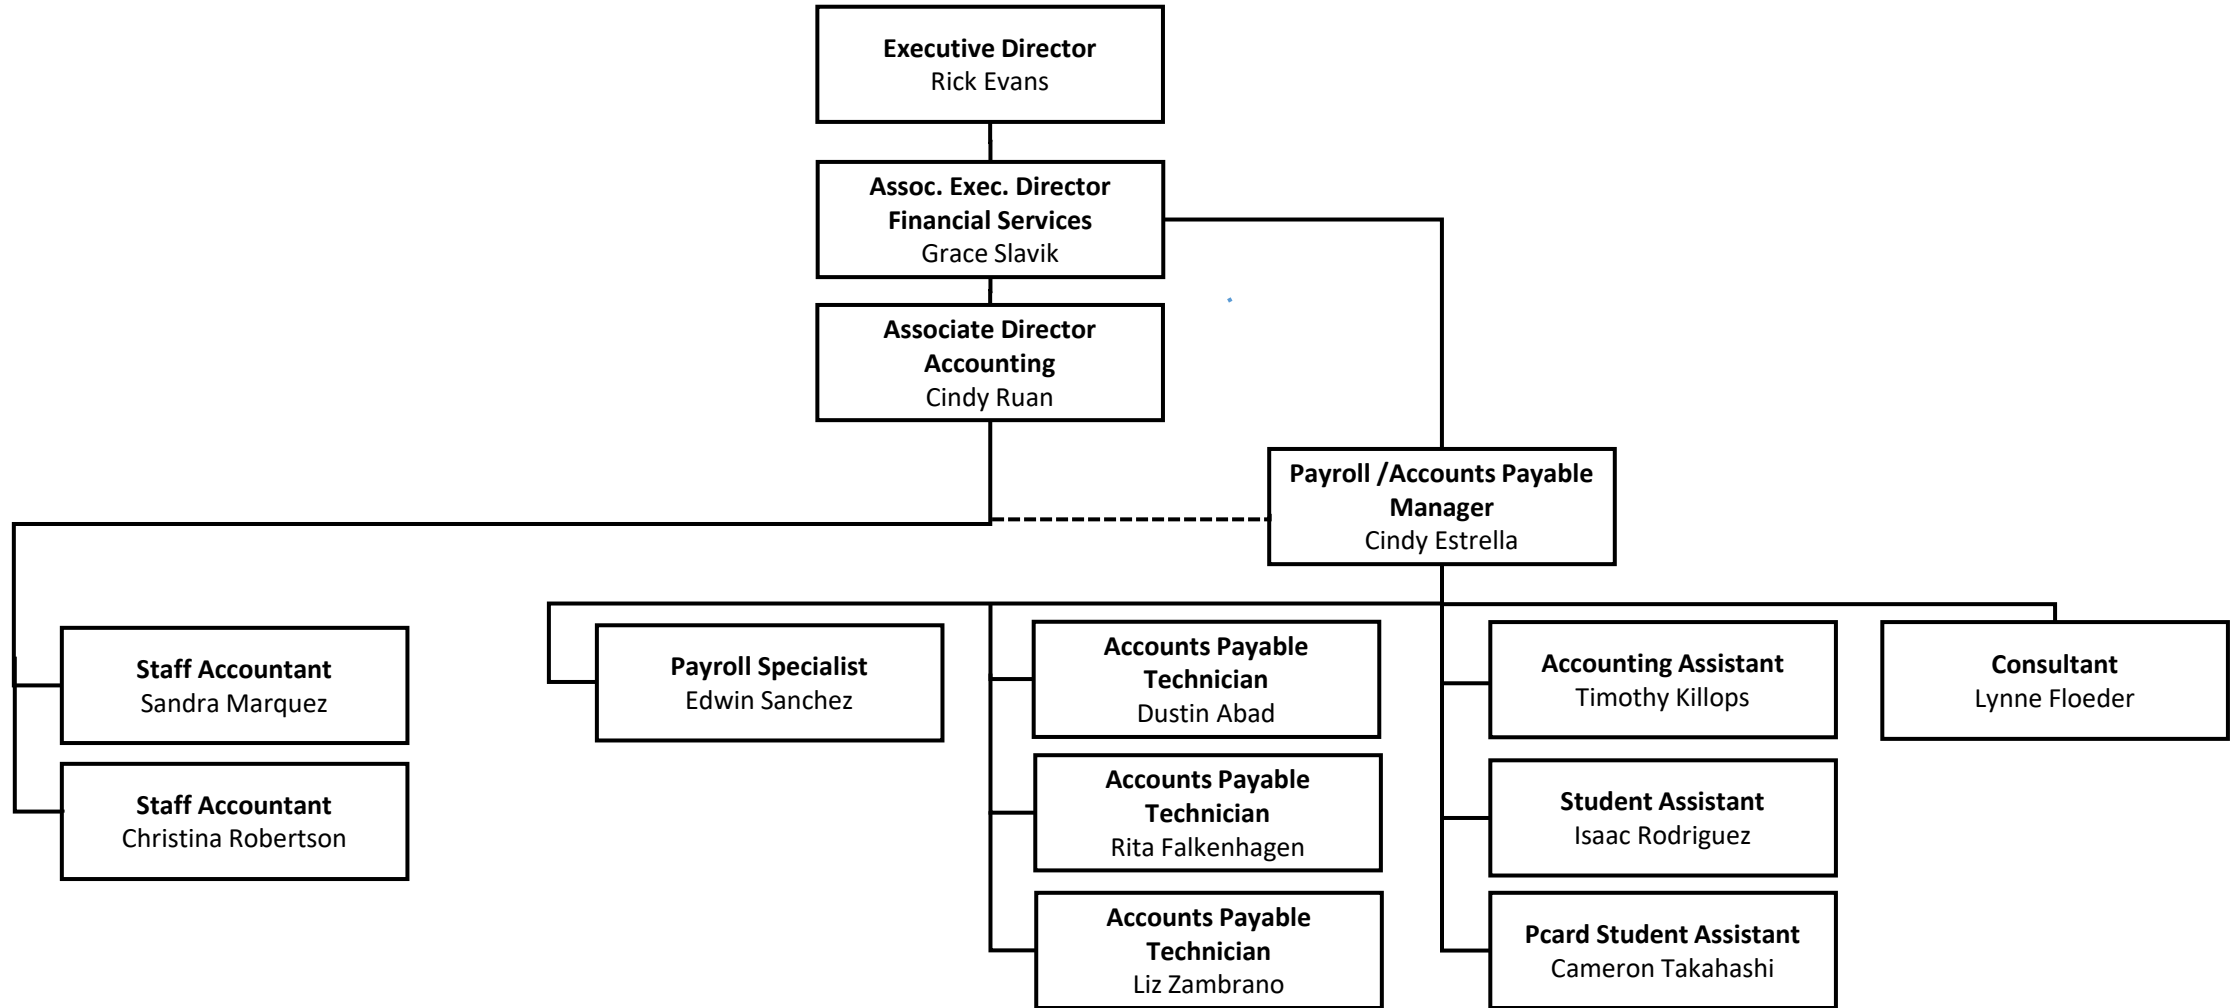 Executive Director
Rick Evans
Assoc. Exec. Director
Financial Services
Grace Slavik
Associate Director
Accounting
Cindy Ruan
Payroll /Accounts Payable
Manager
Cindy Estrella
Staff Accountant
Sandra Marquez
Staff Accountant
Christina Robertson
Payroll Specialist
Edwin Sanchez
Accounts Payable
Technician
Dustin Abad
Accounts Payable
Technician
Rita Falkenhagen
Accounts Payable
Technician
Liz Zambrano
Accounting Assistant
Timothy Killops
Student Assistant
Isaac Rodriguez
Pcard Student Assistant
Cameron Takahashi
Consultant
Lynne Floeder